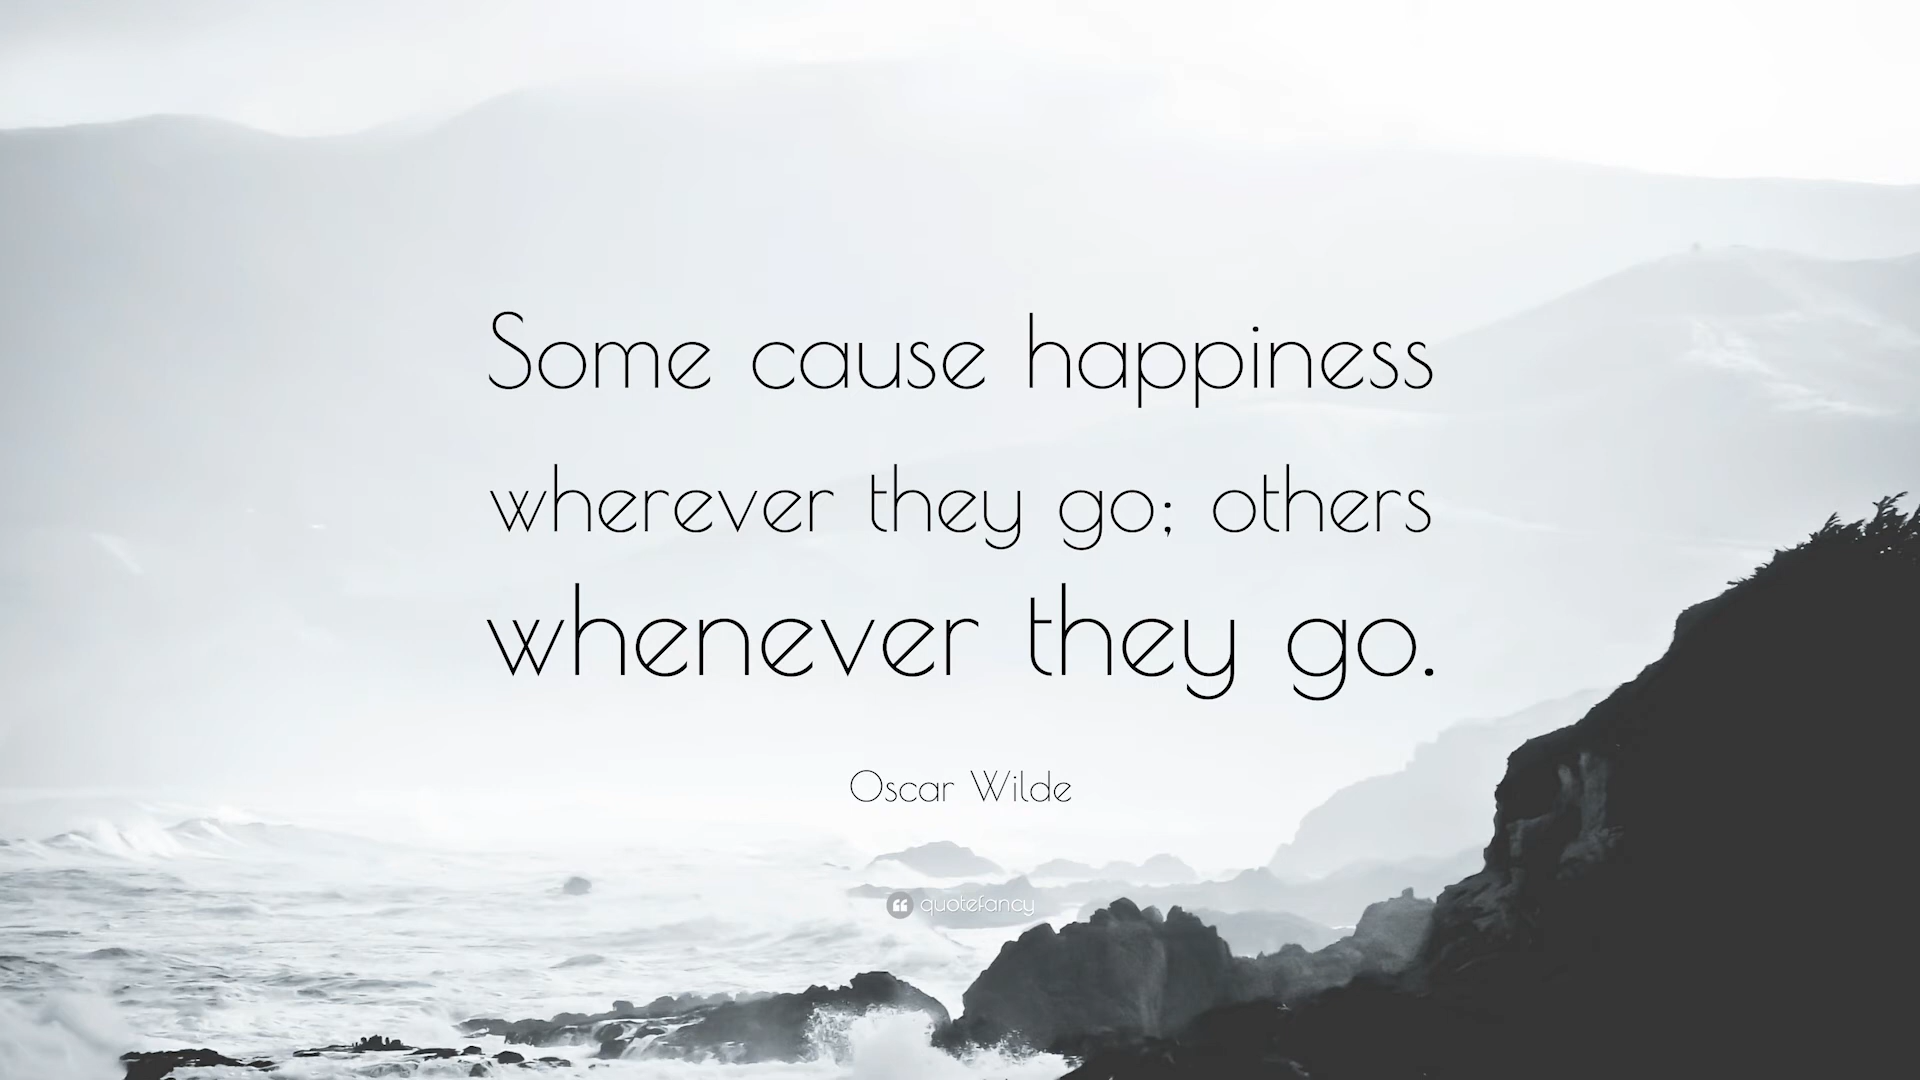 Some cause happiness
wherever they go; others
whenever they go.
Oscar Wilde
quotefancy